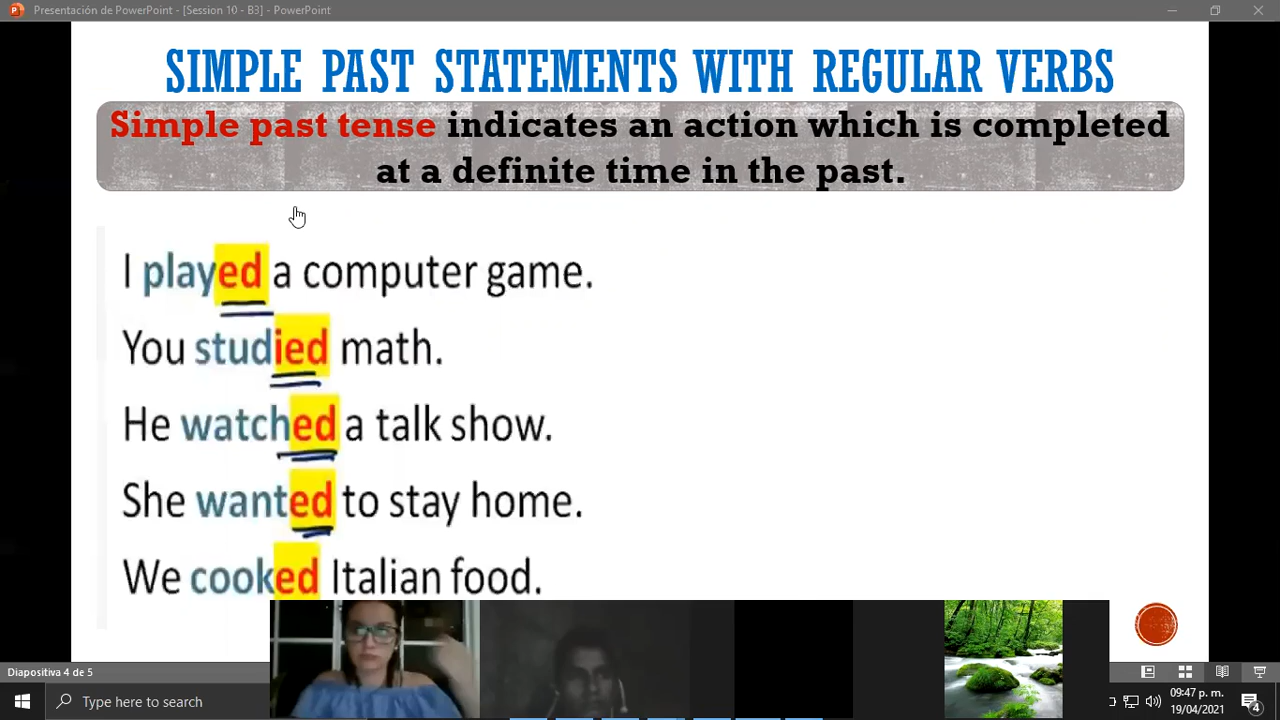 Presentación de PowerPoint - [Session 10 - B3] - PowerPoint
SIMPLE PAST STATEMENTS WITH REGULAR VERBS
Simple past tense indicates an action which is completed
at a definite time in the past.
I played a computer game.
You studied math.
He watched a talk show.
She wanted to stay home.
We cooked Italian food.
Diapositiva 4 de 5
Type here to search
09:47 p. m.
19/04/2021
4